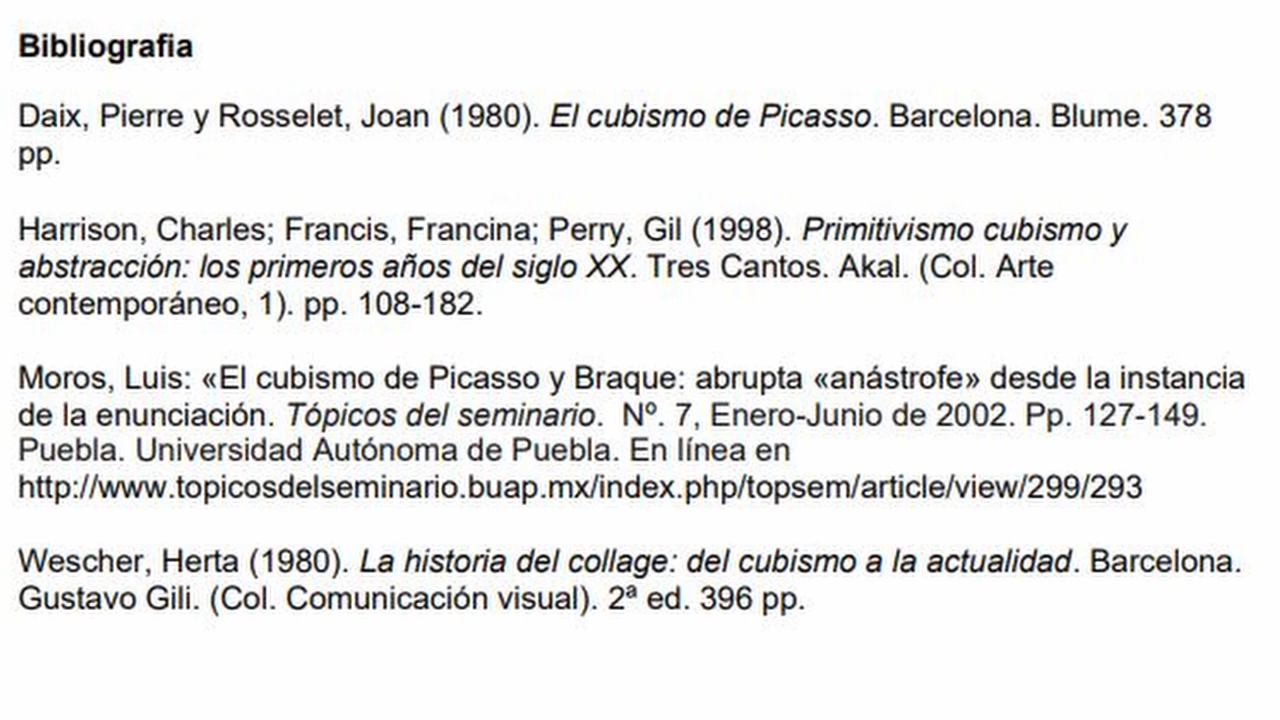 Bibliografia
Daix, Pierre y Rosselet, Joan (1980). El cubismo de Picasso. Barcelona. Blume. 378
pp.
Harrison, Charles; Francis, Francina; Perry, Gil (1998). Primitivismo cubismo y
abstracción: los primeros años del siglo XX. Tres Cantos. Akal. (Col. Arte
contemporáneo, 1). pp. 108-182.
Moros, Luis: «El cubismo de Picasso y Braque: abrupta «anástrofe» desde la instancia
de la enunciación. Tópicos del seminario.  Nº. 7, Enero-Junio de 2002. Pp. 127-149.
Puebla. Universidad Autónoma de Puebla. En línea en
http://www.topicosdelseminario.buap.mx/index.php/topsem/article/view/299/293
Wescher, Herta (1980). La historia del collage: del cubismo a la actualidad. Barcelona.
Gustavo Gili. (Col. Comunicación visual). 2ª ed. 396 pp.